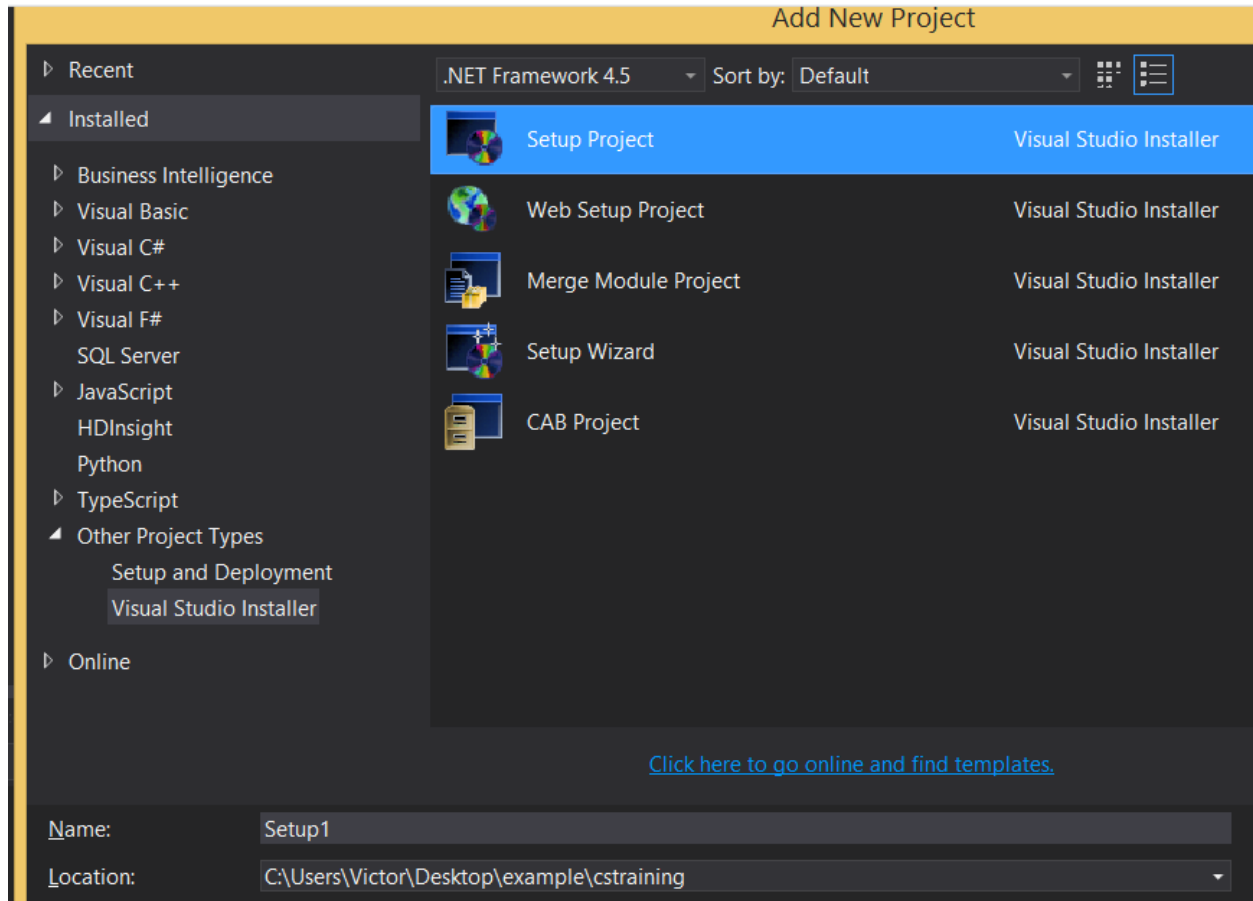 Add New Project
Recent
Installed
Business Intelligence
Visual Basic
Visual C#
Visual C++
Visual F#
SQL Server
JavaScript
HDInsight
Python
TypeScript
Other Project Types
Setup and Deployment
Visual Studio Installer
Online
.NET Framework 4.5 Sort by: Default
Setup Project Visual Studio Installer
Web Setup Project Visual Studio Installer
Merge Module Project Visual Studio Installer
Setup Wizard Visual Studio Installer
CAB Project Visual Studio Installer
Click here to go online and find templates.
Name: Setup1
Location: C:\Users\Victor\Desktop\example\cstraining